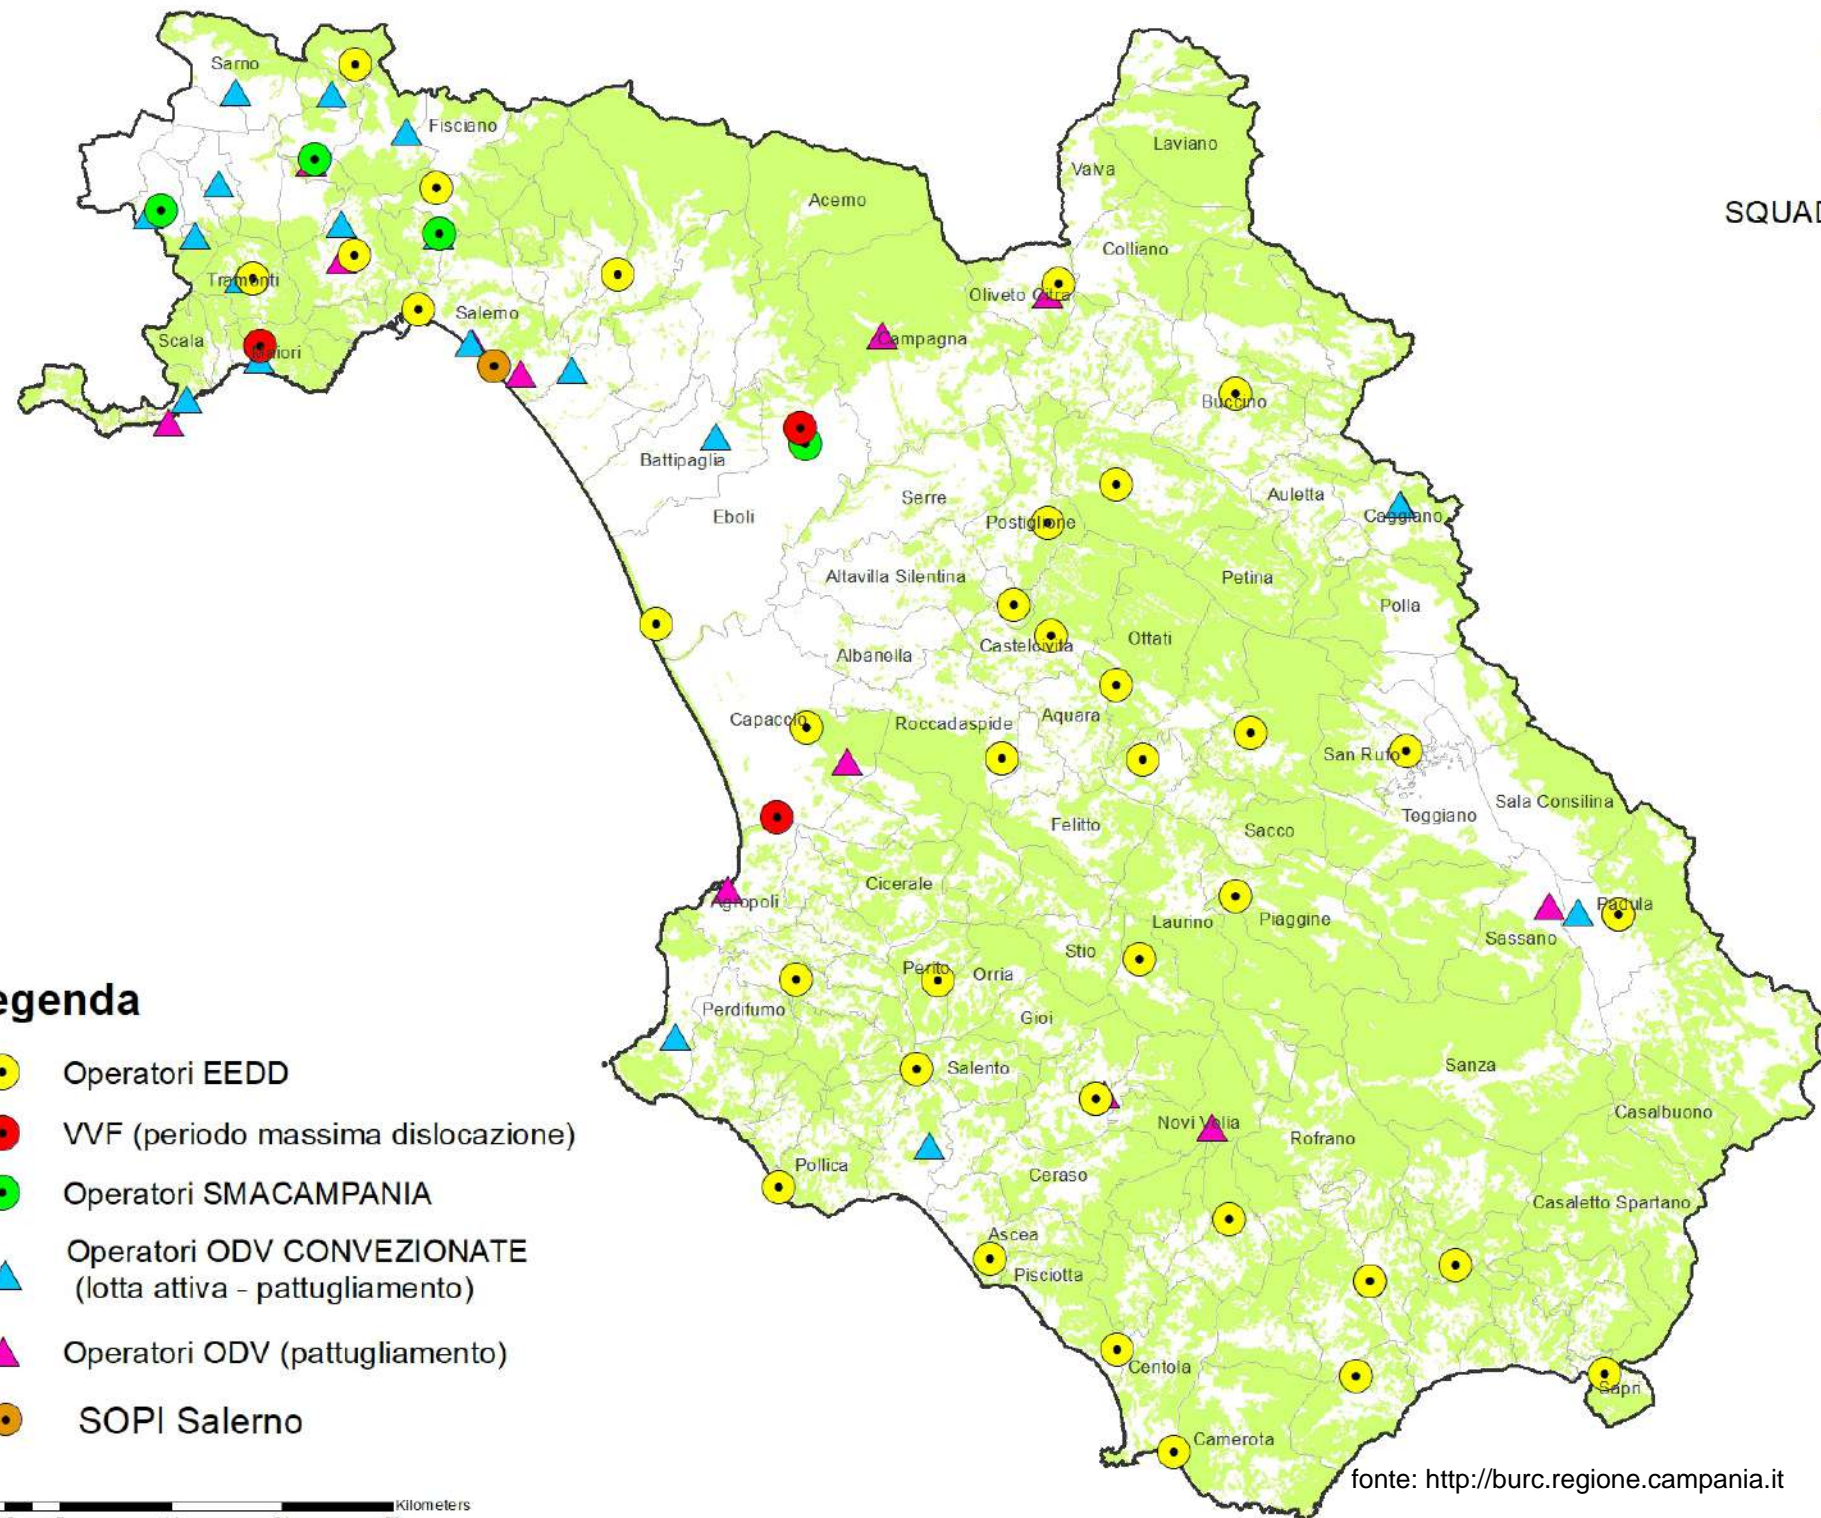 Sarno
Fisciano
Laviano
Valva
Acerno
SQUAD
Colliano
Tramonti
Oliveto Citra
Salerno
Scala
Campagna
Maiori
Buccino
Battipaglia
Serre
Auletta
Eboli
Postiglione
Caggiano
Altavilla Silentina
Petina
Polla
Ottati
Castelcivita
Albanella
Capaccio
Roccadaspide
Aquara
San Rufo
Sala Consilina
Teggiano
Felitto
Sacco
Cicerale
Agropoli
Padula
Laurino
Piaggine
Sassano
Stio
Perito
Orria
Perdifumo
Gioi
Salento
Sanza
Casalbuono
Novi Velia
Rofrano
Pollica
Ceraso
Casaletto Spartano
Ascea
Pisciotta
Centola
Sapri
Camerota
egenda
Operatori EEDD
VVF (periodo massima dislocazione)
Operatori SMACAMPANIA
Operatori ODV CONVEZIONATE
(lotta attiva - pattugliamento)
Operatori ODV (pattugliamento)
SOPI Salerno
Kilometers
fonte: http://burc.regione.campania.it